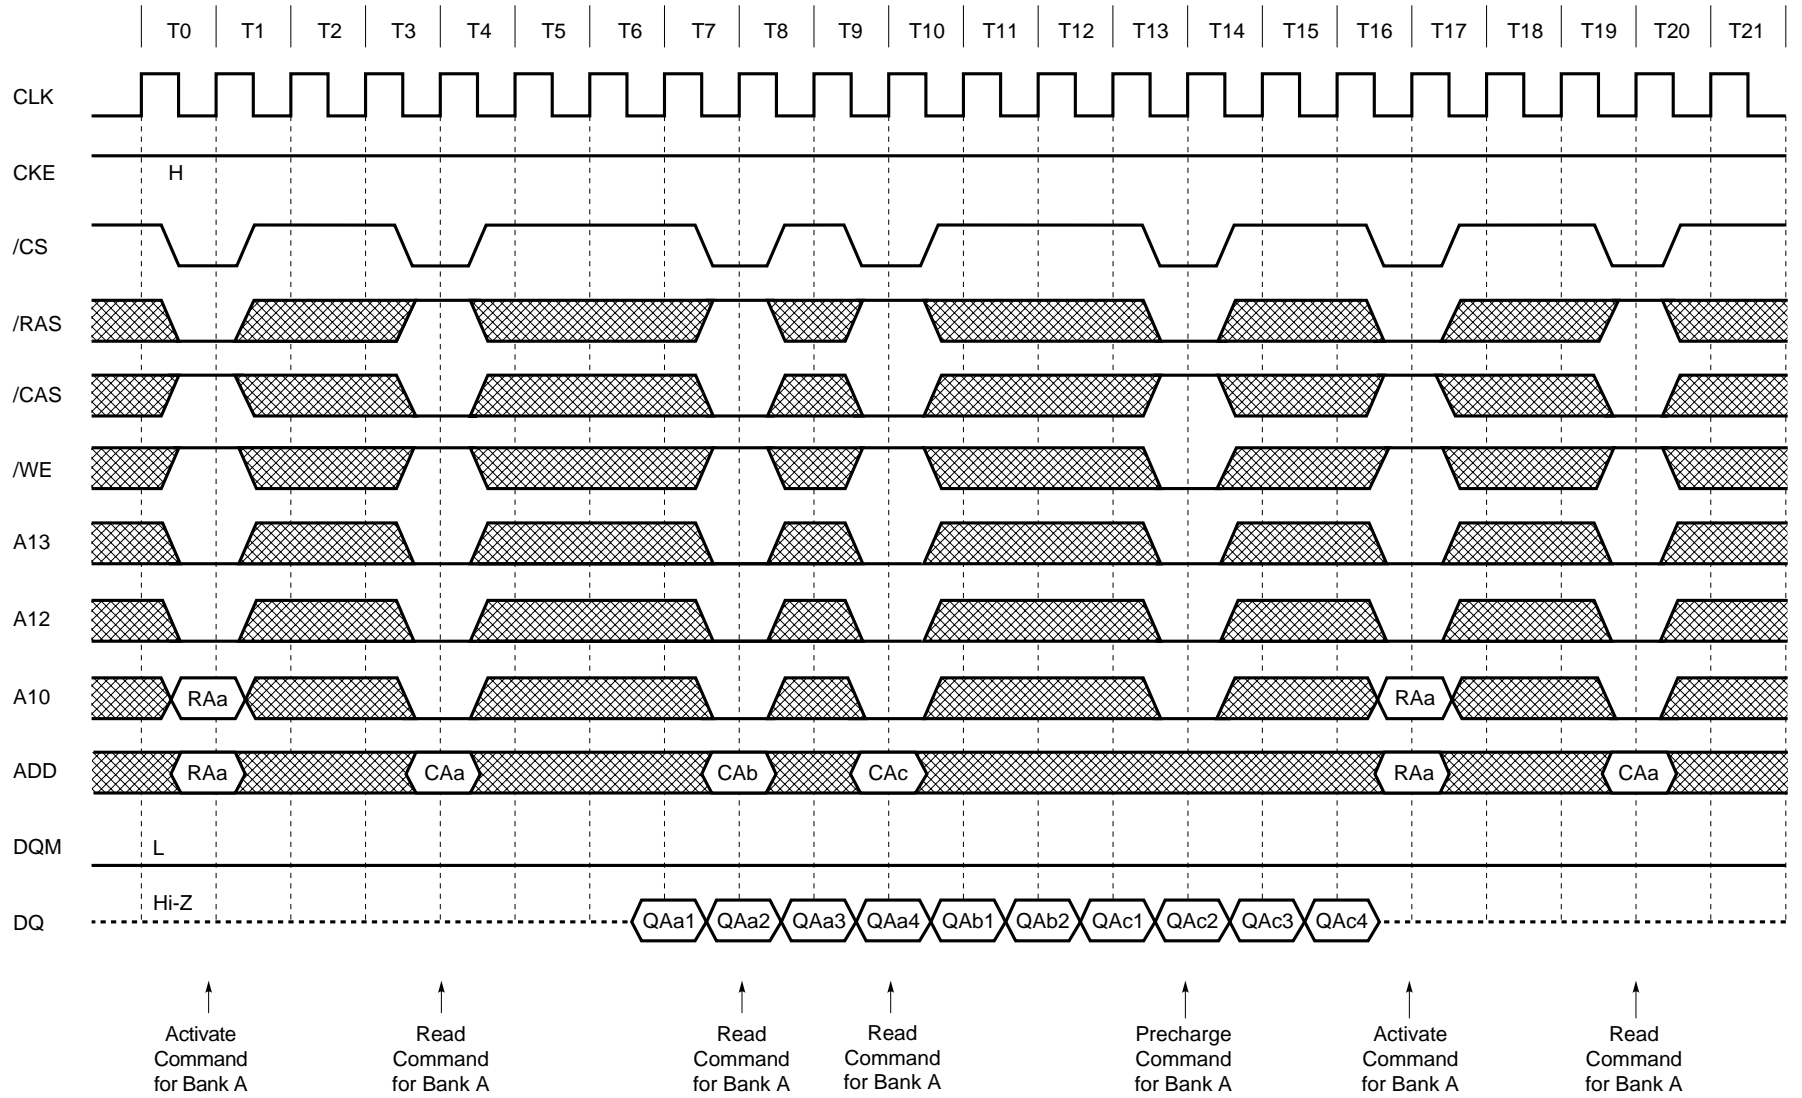 T0 T1 T2 T3 T4 T5 T6 T7 T8 T9 T10 T11 T12 T13 T14 T15 T16 T17 T18 T19 T20 T21
CLK
CKE H
/CS
/RAS
/CAS
/WE
A13
A12
A10 RAa RAa
ADD RAa CAa CAb CAc RAa CAa
DQM L
Hi-Z
DQ QAa1 QAa2 QAa3 QAa4 QAb1 QAb2 QAc1 QAc2 QAc3 QAc4
Activate
Command
for Bank A
Read
Command
for Bank A
Read
Command
for Bank A
Read
Command
for Bank A
Precharge
Command
for Bank A
Activate
Command
for Bank A
Read
Command
for Bank A